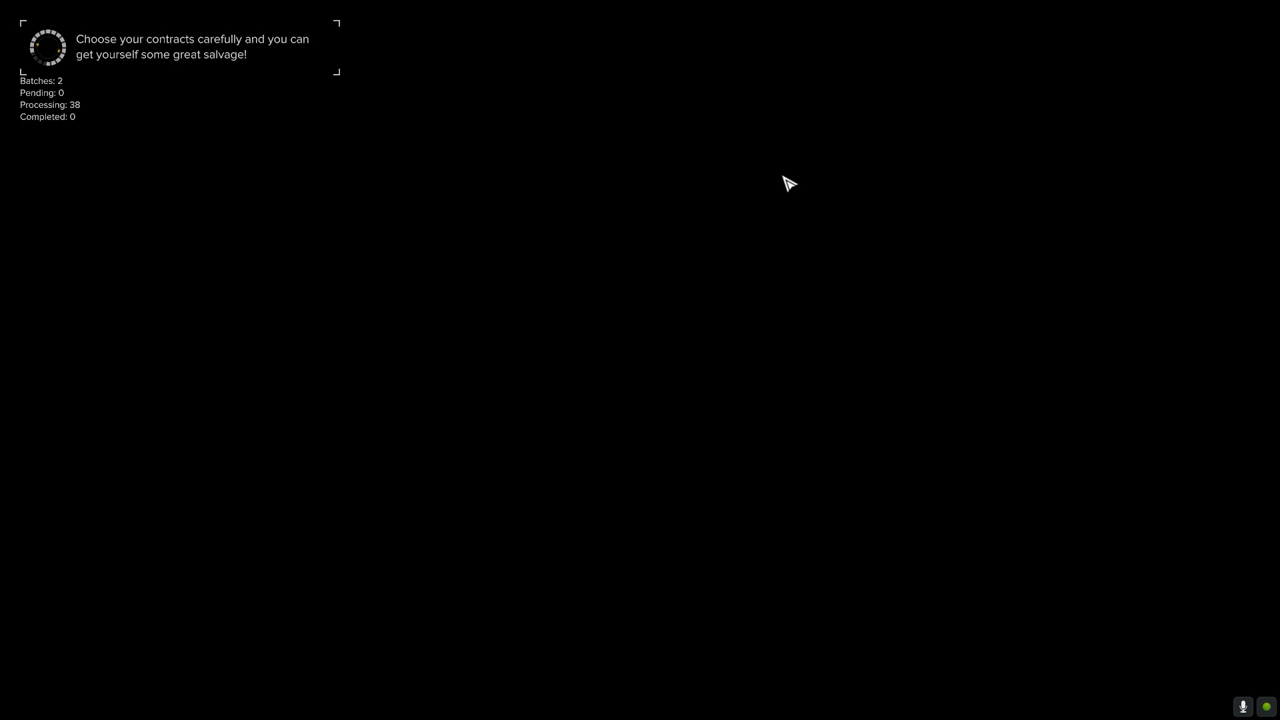 Choose your contracts carefully and you can
get yourself some great salvage!
Batches: 2
Pending: 0
Processing: 38
Completed: 0